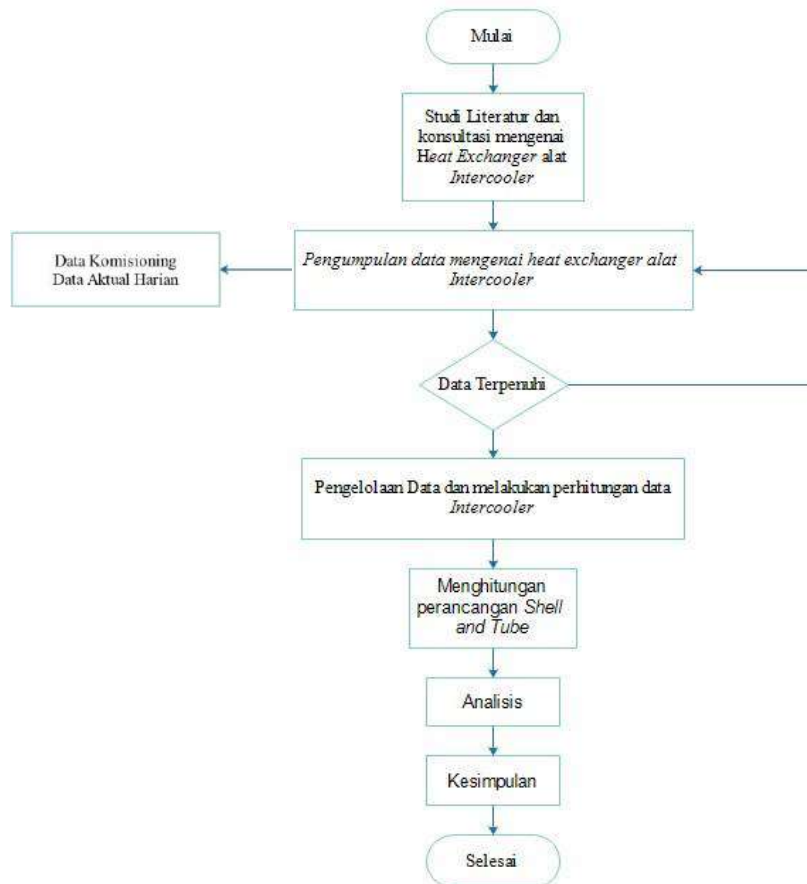 Mulai
Studi Literatur dan
konsultasi mengenai
Heat Exchanger alat
Intercooler
Data Komisioning
Data Aktual Harian
Pengumpulan data mengenai heat exchanger alat
Intercooler
Data Terpenuhi
Pengelolaan Data dan melakukan perhitungan data
Intercooler
Menghitungan
perancangan Shell
and Tube
Analisis
Kesimpulan
Selesai